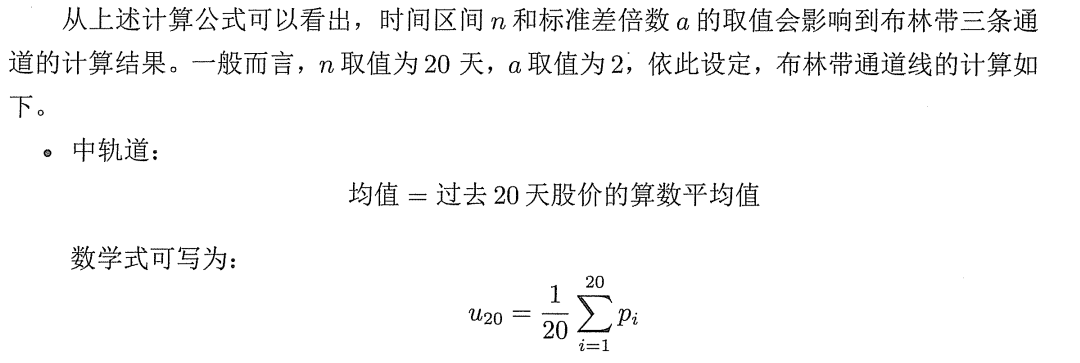 从上述计算公式可以看出，时间区间 n 和标准差倍数 a 的取值会影响到布林带三条通
道的计算结果。一般而言，n 取值为 20 天，a 取值为 2，依此设定，布林带通道线的计算如
下。
• 中轨道：
均值 = 过去 20 天股价的算数平均值
数学式可写为：
u₂₀ = \frac{1}{20} \sum_{i=1}^{20} p_i